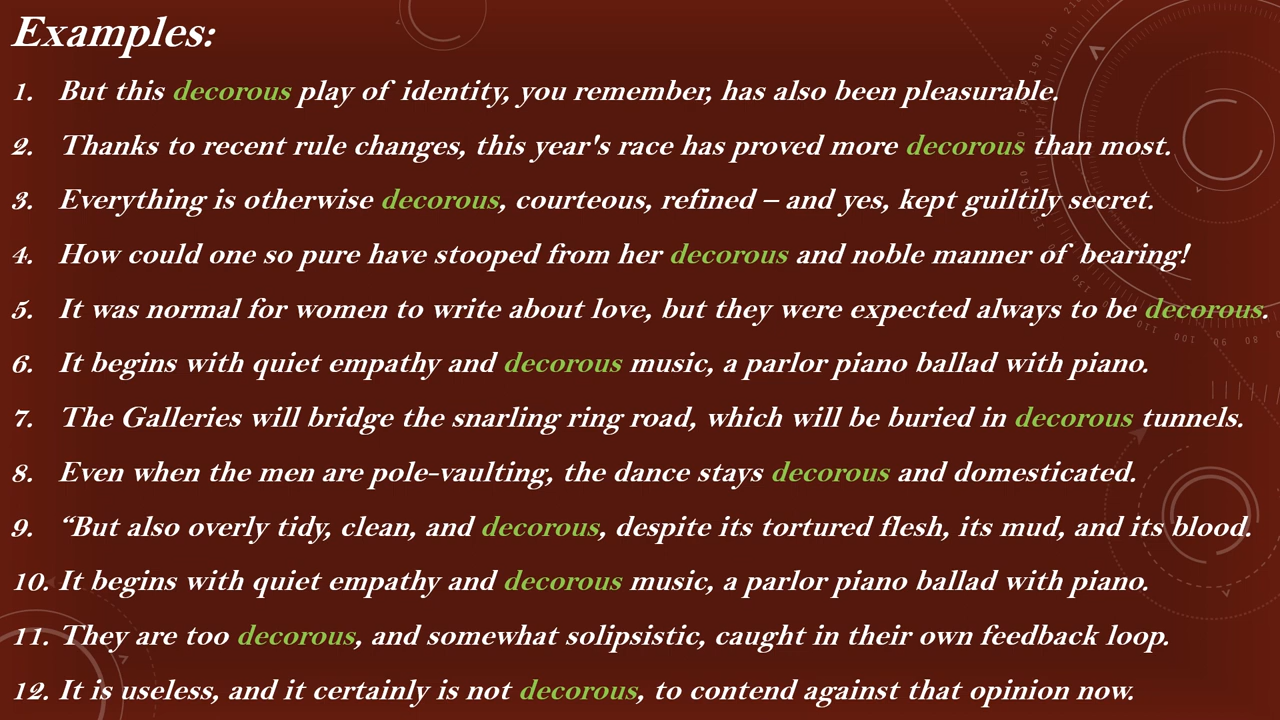 Examples:
1. But this decorous play of identity, you remember, has also been pleasurable.
2. Thanks to recent rule changes, this year's race has proved more decorous than most.
3. Everything is otherwise decorous, courteous, refined – and yes, kept guiltily secret.
4. How could one so pure have stooped from her decorous and noble manner of bearing!
5. It was normal for women to write about love, but they were expected always to be decorous.
6. It begins with quiet empathy and decorous music, a parlor piano ballad with piano.
7. The Galleries will bridge the snarling ring road, which will be buried in decorous tunnels.
8. Even when the men are pole-vaulting, the dance stays decorous and domesticated.
9. “But also overly tidy, clean, and decorous, despite its tortured flesh, its mud, and its blood.
10. It begins with quiet empathy and decorous music, a parlor piano ballad with piano.
11. They are too decorous, and somewhat solipsistic, caught in their own feedback loop.
12. It is useless, and it certainly is not decorous, to contend against that opinion now.